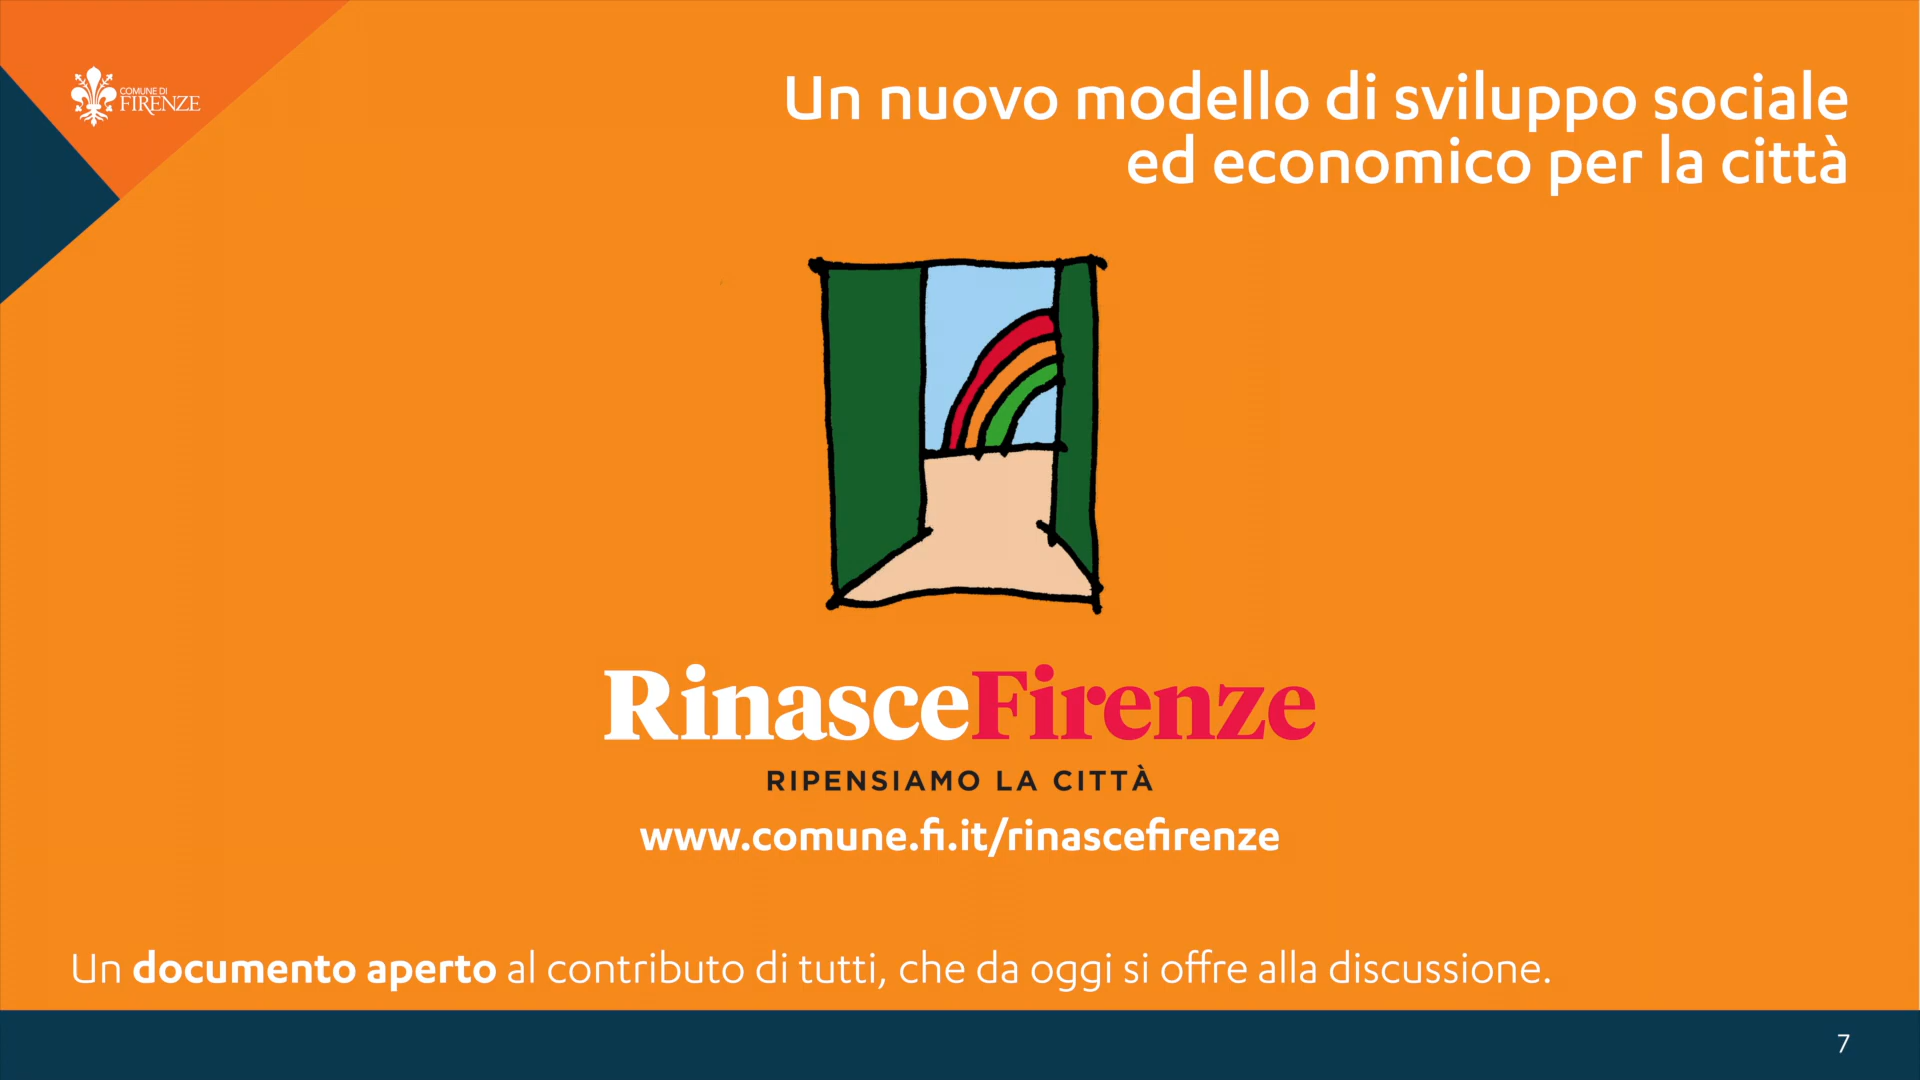 COMUNE DI
FIRENZE
Un nuovo modello di sviluppo sociale
ed economico per la città
RinasceFirenze
RIPENSIAMO LA CITTÀ
www.comune.fi.it/rinascefirenze
Un documento aperto al contributo di tutti, che da oggi si offre alla discussione.
7